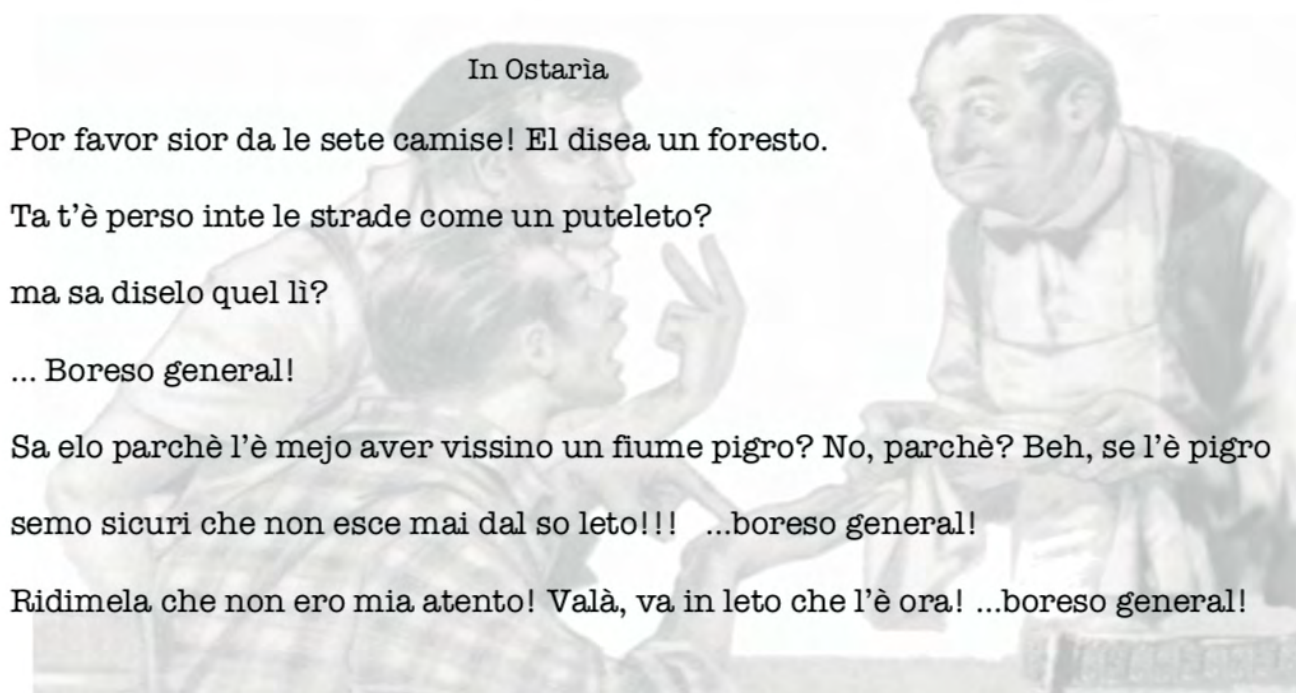 In Ostarìa
Por favor sior da le sete camise! El disea un foresto.
Ta t'è perso inte le strade come un puteleto?
ma sa diselo quel lì?
... Boreso general!
Sa elo parchè l'è mejo aver vissino un fiume pigro? No, parchè? Beh, se l'è pigro
semo sicuri che non esce mai dal so leto!!! ...boreso general!
Ridimela che non ero mia atento! Valà, va in leto che l'è ora! ...boreso general!